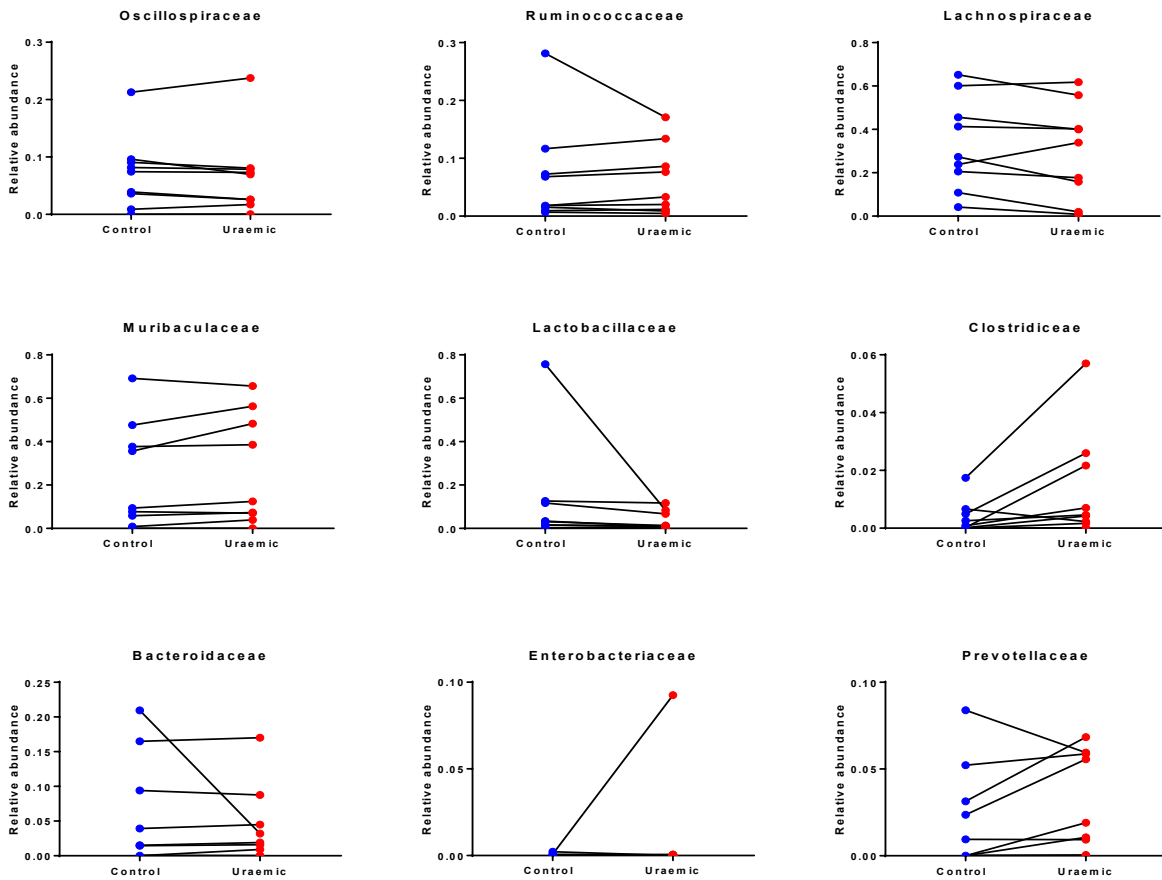 Oscillospiraceae
Relative abundance
0.3
0.2
0.1
0.0
Control
Uraemic
Ruminococcaceae
Relative abundance
0.3
0.2
0.1
0.0
Control
Uraemic
Lachnospiraceae
Relative abundance
0.8
0.6
0.4
0.2
0.0
Control
Uraemic
Muribaculaceae
Relative abundance
0.8
0.6
0.4
0.2
0.0
Control
Uraemic
Lactobacillaceae
Relative abundance
0.8
0.6
0.4
0.2
0.0
Control
Uraemic
Clostridiceae
Relative abundance
0.06
0.04
0.02
0.00
Control
Uraemic
Bacteroidaceae
Relative abundance
0.25
0.20
0.15
0.10
0.05
0.00
Control
Uraemic
Enterobacteriaceae
Relative abundance
0.10
0.05
0.00
Control
Uraemic
Prevotellaceae
Relative abundance
0.10
0.05
0.00
Control
Uraemic